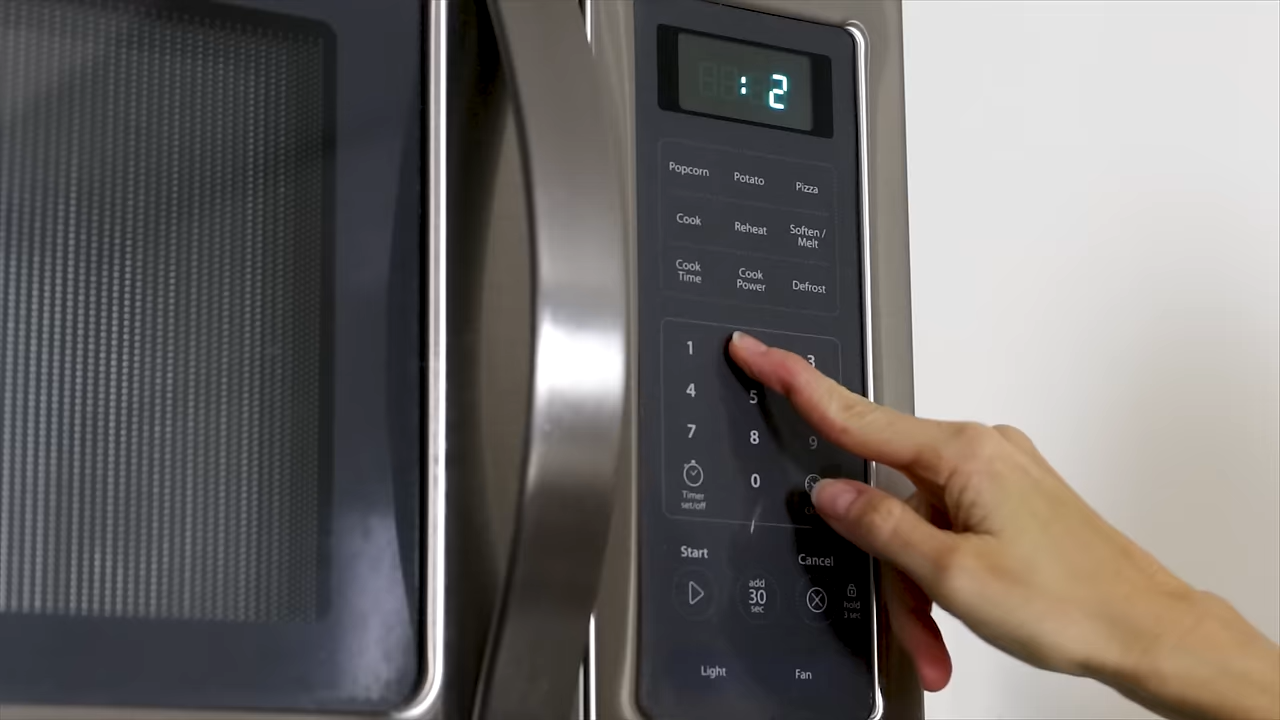 : 2
Popcorn Potato Pizza
Cook Reheat Soften /
Melt
Cook
Time Cook
Power Defrost
1 3
4 5
7 8 9
0
Timer
set/off
Start Cancel
add
30
sec
hold
3 sec
Light Fan